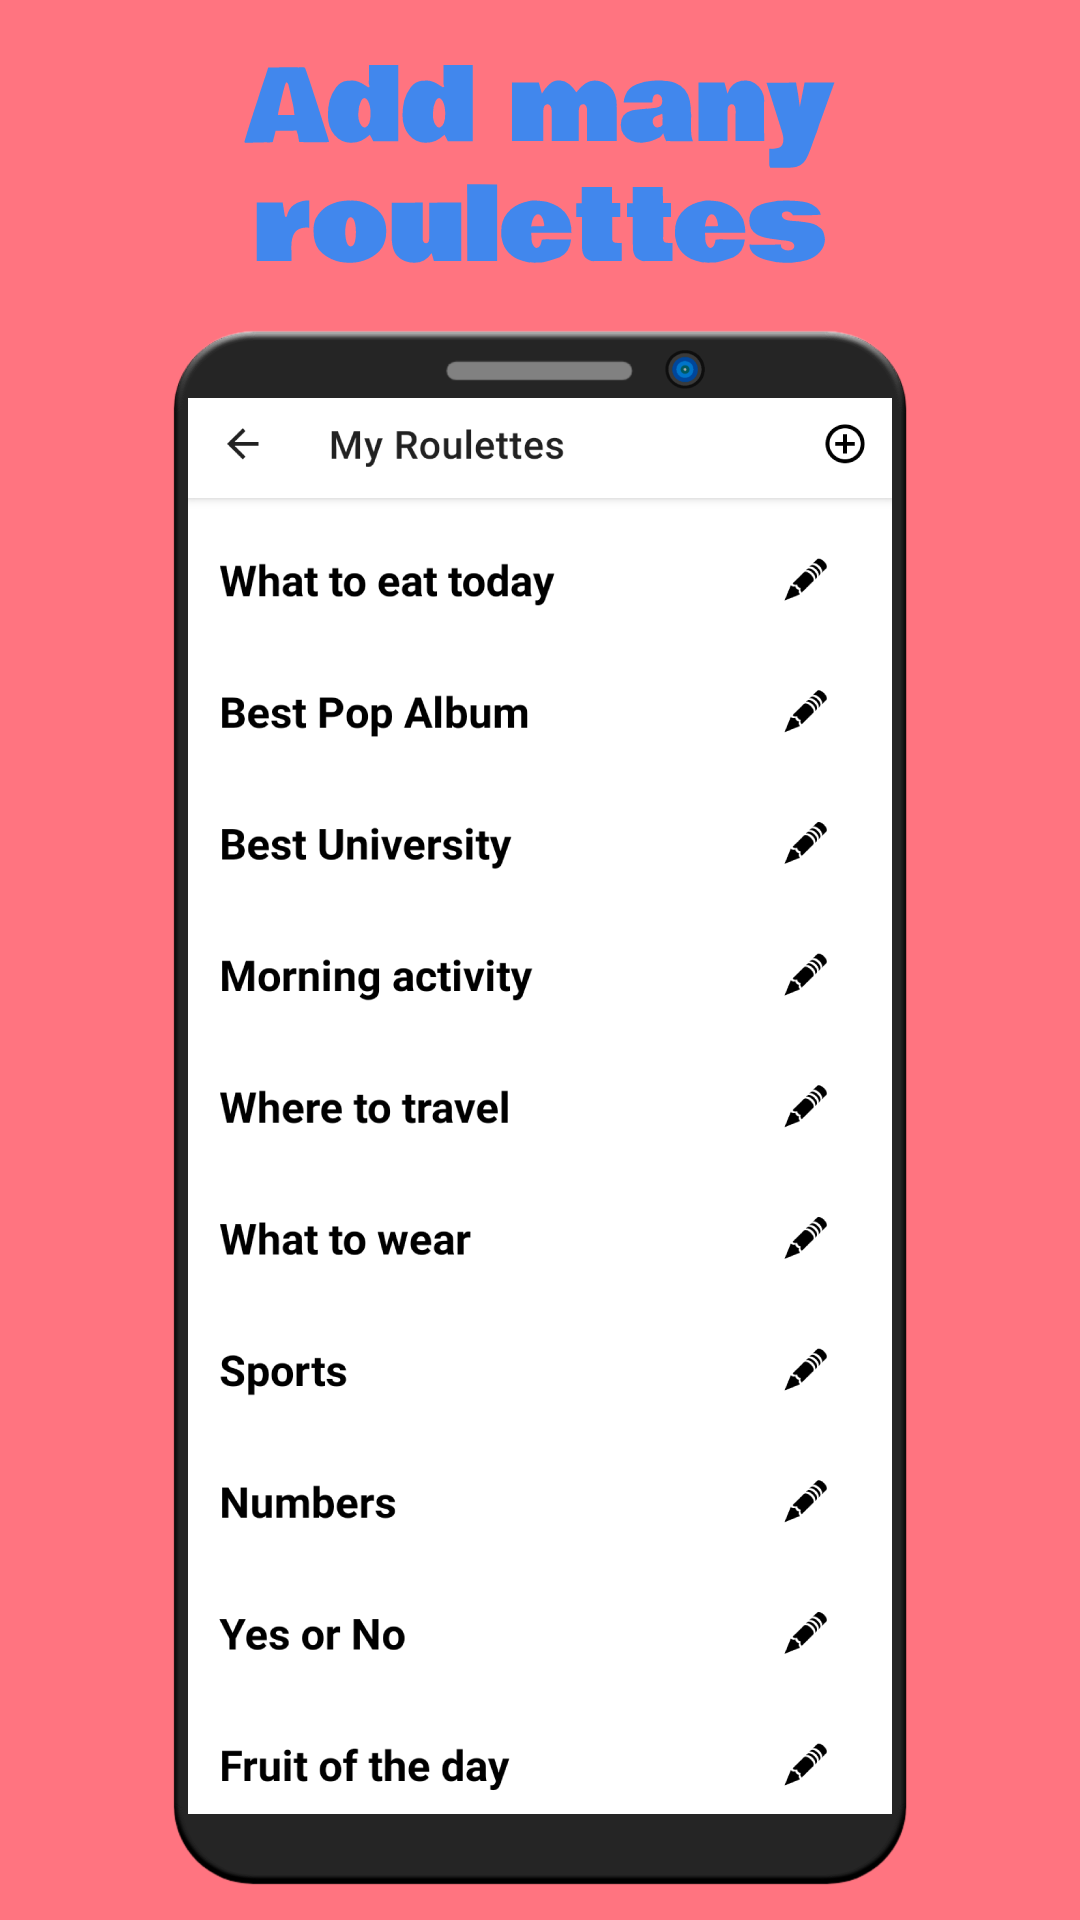 Add many
roulettes
My Roulettes
What to eat today
Best Pop Album
Best University
Morning activity
Where to travel
What to wear
Sports
Numbers
Yes or No
Fruit of the day